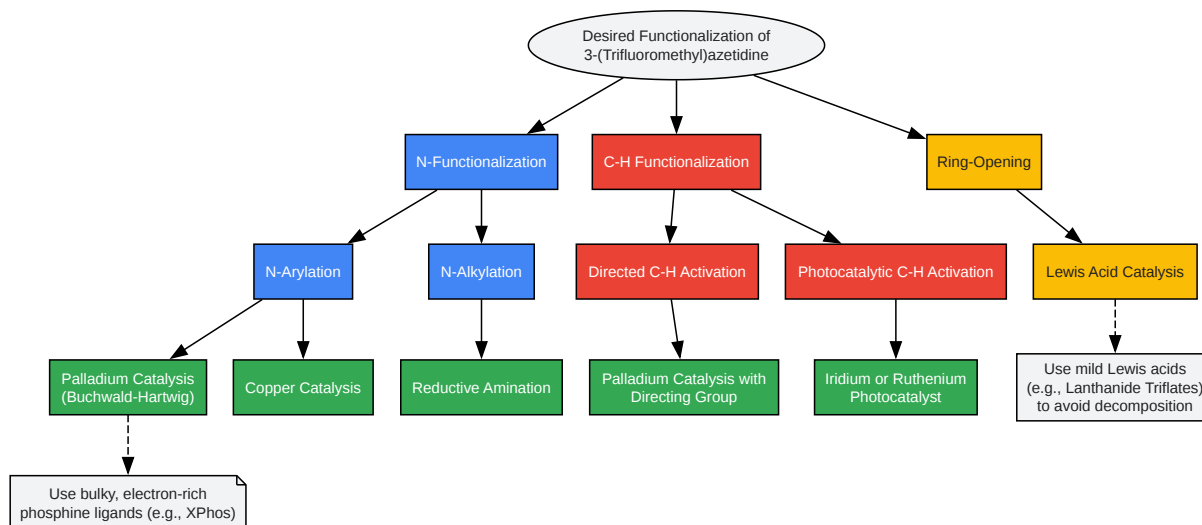 Desired Functionalization of
3-(Trifluoromethyl)azetidine
N-Functionalization
C-H Functionalization
Ring-Opening
N-Arylation
N-Alkylation
Directed C-H Activation
Photocatalytic C-H Activation
Lewis Acid Catalysis
Palladium Catalysis
(Buchwald-Hartwig)
Copper Catalysis
Reductive Amination
Palladium Catalysis with
Directing Group
Iridium or Ruthenium
Photocatalyst
Use mild Lewis acids
(e.g., Lanthanide Triflates)
to avoid decomposition
Use bulky, electron-rich
phosphine ligands (e.g., XPhos)